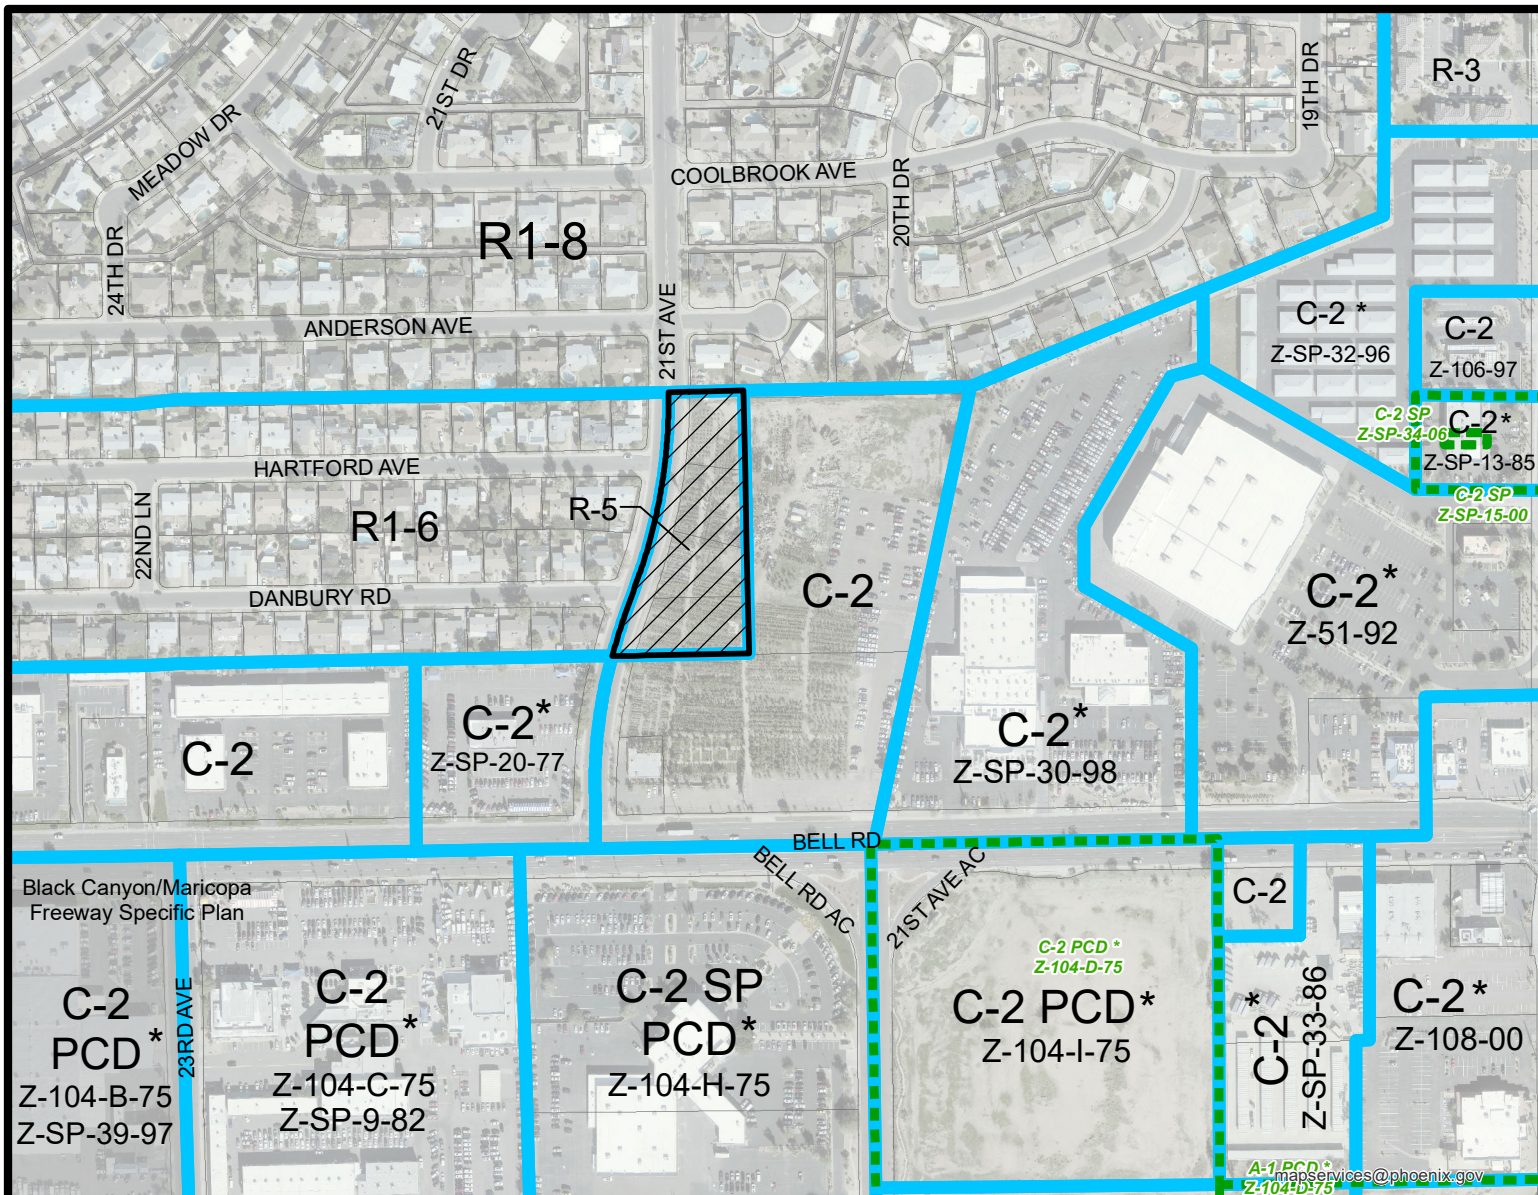 R-3
21ST DR
19TH DR
MEADOW DR
COOLBROOK AVE
20TH DR
R1-8
24TH DR
ANDERSON AVE
21ST AVE
C-2 *
Z-SP-32-96
C-2
Z-106-97
C-2 SP
Z-SP-34-06
C-2*
Z-SP-13-85
C-2 SP
Z-SP-15-00
HARTFORD AVE
22ND LN
R1-6
R-5
DANBURY RD
C-2
C-2*
Z-51-92
C-2
C-2*
Z-SP-20-77
C-2*
Z-SP-30-98
BELL RD
BELL RD AC
21ST AVE AC
Black Canyon/Maricopa
Freeway Specific Plan
C-2
C-2 PCD *
Z-104-D-75
C-2
PCD*
Z-104-B-75
Z-SP-39-97
23RD AVE
C-2
PCD*
Z-104-C-75
Z-SP-9-82
C-2 SP
PCD*
Z-104-H-75
C-2 PCD*
Z-104-I-75
C-2*
Z-SP-33-86
C-2*
Z-108-00
A-1 PCD *
Z-104-D-75
mapservices@phoenix.gov